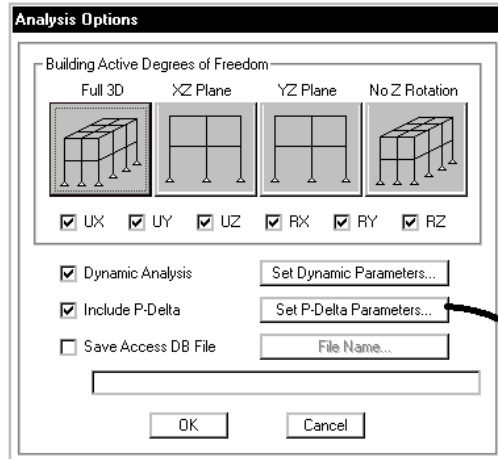 Analysis Options
Building Active Degrees of Freedom
Full 3D XZ Plane YZ Plane No Z Rotation
UX UY UZ RX RY RZ
Dynamic Analysis Set Dynamic Parameters...
Include P-Delta Set P-Delta Parameters...
Save Access DB File File Name...
OK Cancel